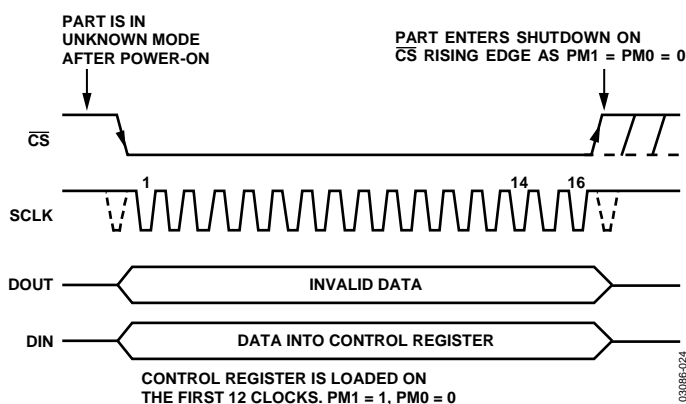 PART IS IN
UNKNOWN MODE
AFTER POWER-ON
PART ENTERS SHUTDOWN ON
CS RISING EDGE AS PM1 = PM0 = 0
CS
1
14
16
SCLK
DOUT
INVALID DATA
DIN
DATA INTO CONTROL REGISTER
CONTROL REGISTER IS LOADED ON
THE FIRST 12 CLOCKS. PM1 = 1, PM0 = 0
03086-024